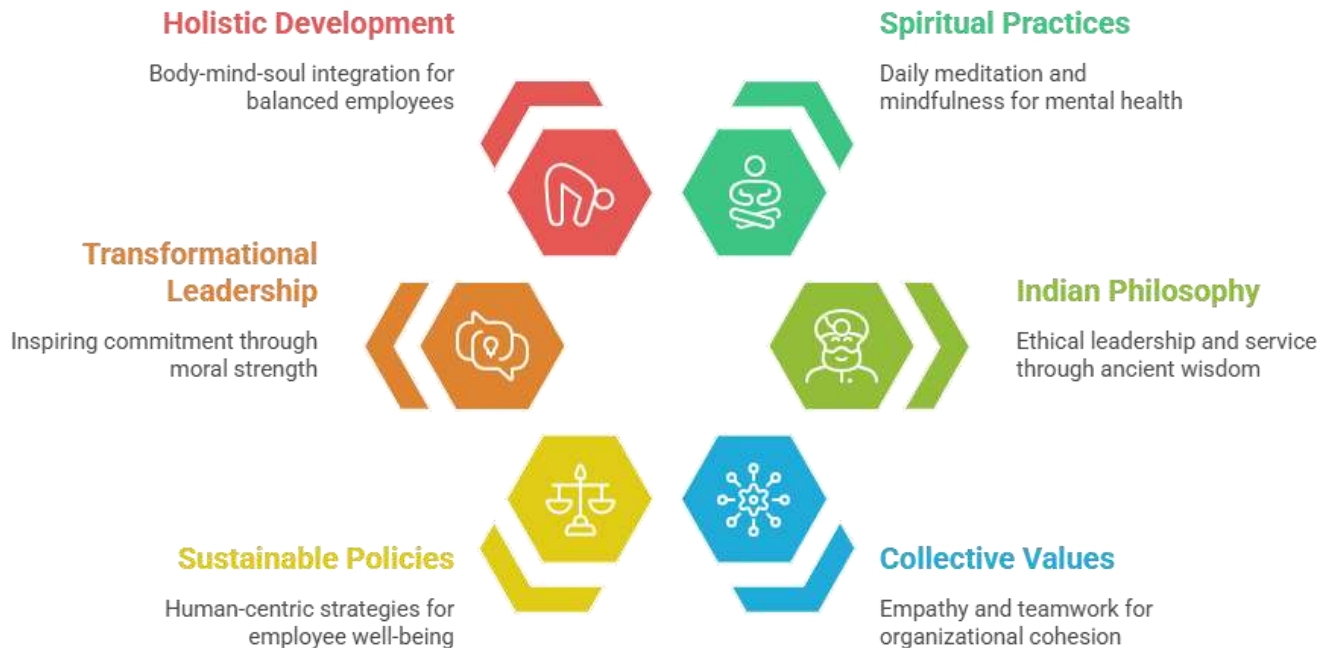 Holistic Development
Body-mind-soul integration for
balanced employees
Spiritual Practices
Daily meditation and
mindfulness for mental health
Transformational
Leadership
Inspiring commitment through
moral strength
Indian Philosophy
Ethical leadership and service
through ancient wisdom
Sustainable Policies
Human-centric strategies for
employee well-being
Collective Values
Empathy and teamwork for
organizational cohesion